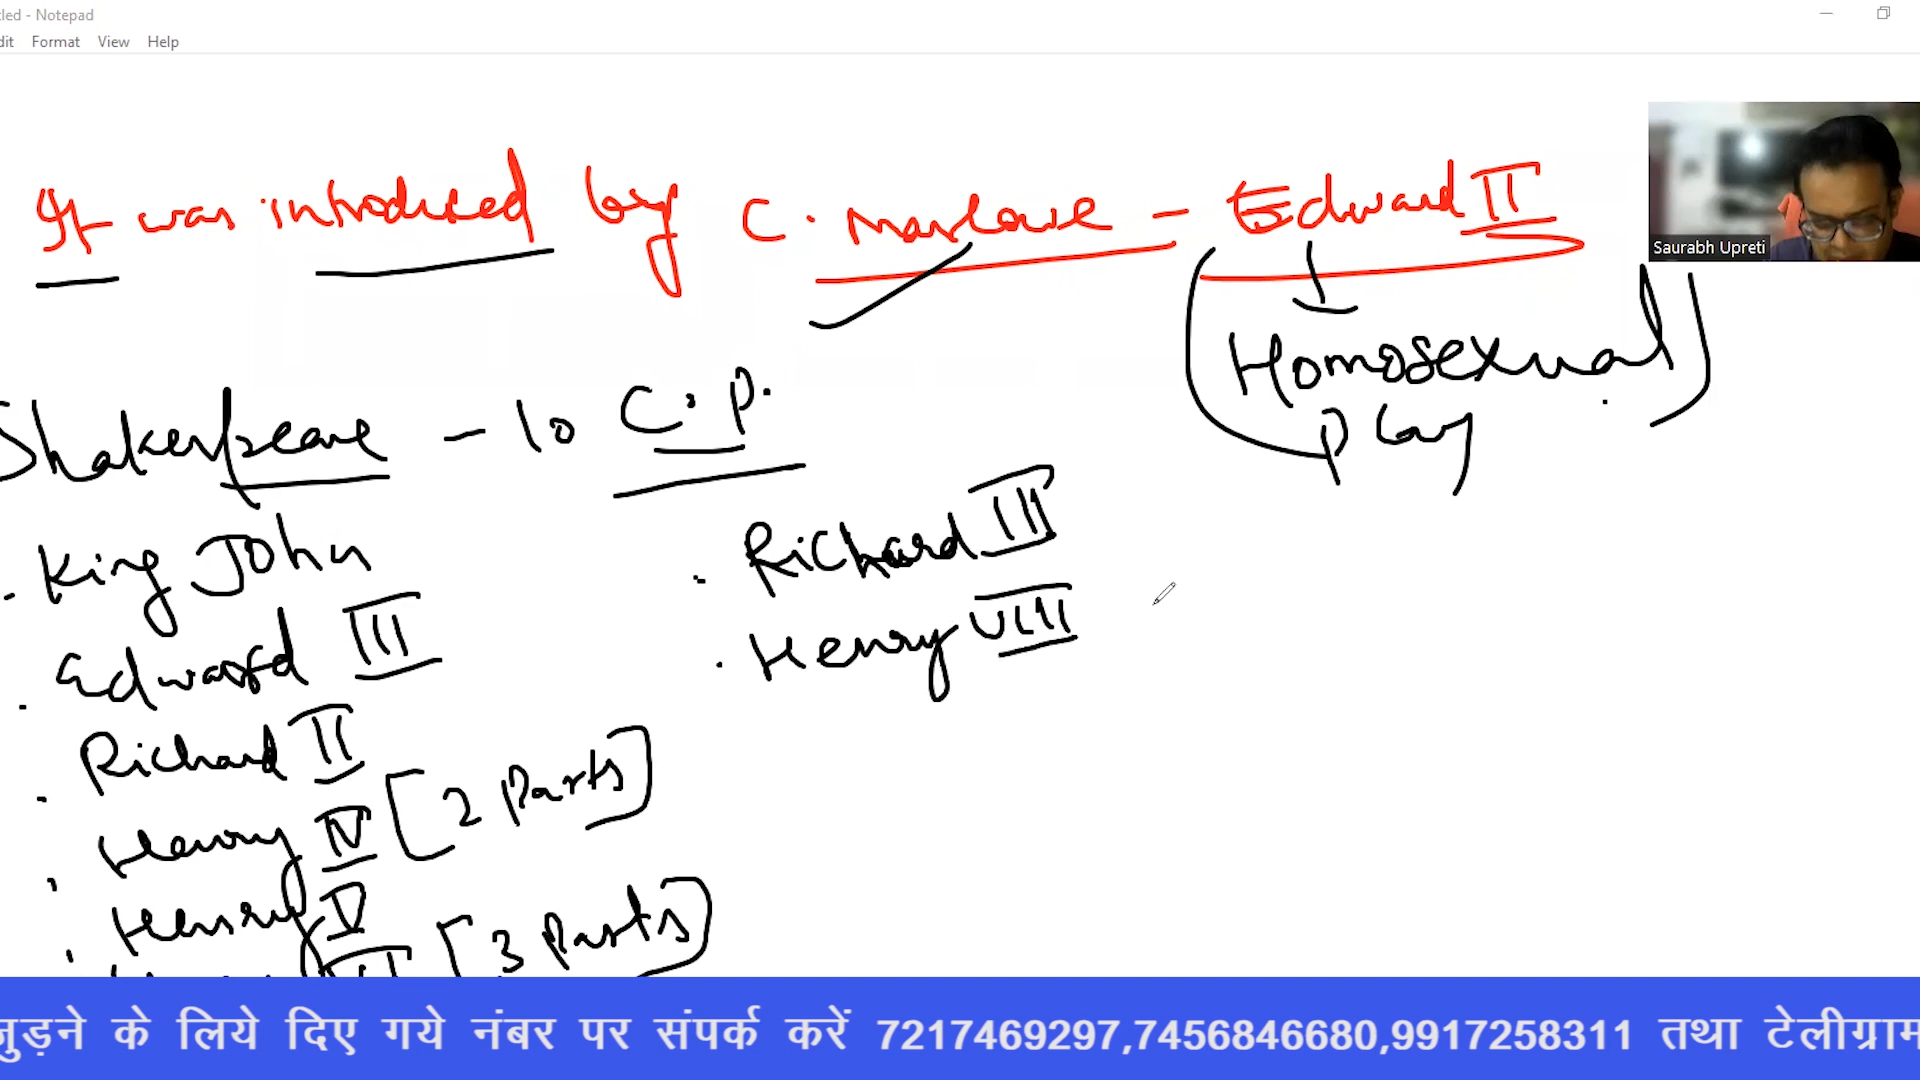 led - Notepad
dit Format View Help
It was introduced by C. Marlowe - Edward II
Saurabh Upreti
Homosexual
Play
Shakespeare - 10 C.P.
· King John
· Edward III
· Richard II
· Henry IV [2 Parts]
· Henry V
VI [3 Parts]
· Richard III
· Henry VIII
जुड़ने के लिये दिए गये नंबर पर संपर्क करें 7217469297,7456846680,9917258311 तथा टेलीग्राम